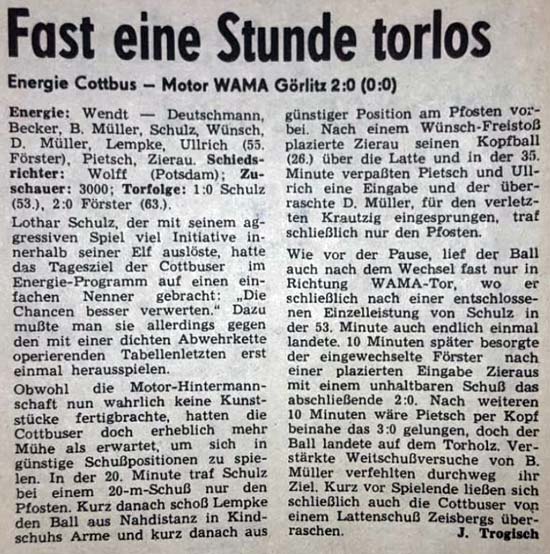 Fast eine Stunde torlos
Energie Cottbus — Motor WAMA Görlitz 2:0 (0:0)
Energie: Wendt — Deutschmann,
Becker, B. Müller, Schulz, Wünsch,
D. Müller, Lempke, Ullrich (55.
Förster), Pietsch, Zierau. Schieds-
richter: Wolff (Potsdam); Zu-
schauer: 3000; Torfolge: 1:0 Schulz
(53.), 2:0 Förster (63.).
Lothar Schulz, der mit seinem ag-
gressiven Spiel viel Initiative in-
nerhalb seiner Elf auslöste, hatte
das Tagesziel der Cottbuser im
Energie-Programm auf einen ein-
fachen Nenner gebracht: „Die
Chancen besser verwerten.“ Dazu
mußte man sie allerdings gegen
den mit einer dichten Abwehrkette
operierenden Tabellenletzten erst
einmal herausspielen.
Obwohl die Motor-Hintermann-
schaft nun wahrlich keine Kunst-
stücke fertigbrachte, hatten die
Cottbuser doch erheblich mehr
Mühe als erwartet, um sich in
günstige Schußpositionen zu spie-
len. In der 20. Minute traf Schulz
bei einem 20-m-Schuß nur den
Pfosten. Kurz danach schoß Lempke
den Ball aus Nahdistanz in Kind-
schuhs Arme und kurz danach aus
günstiger Position am Pfosten vor-
bei. Nach einem Wünsch-Freistoß
plazierte Zierau seinen Kopfball
(26.) über die Latte und in der 35.
Minute verpaßten Pietsch und Ull-
rich eine Eingabe und der über-
raschte D. Müller, für den verletz-
ten Krautzig eingesprungen, traf
schließlich nur den Pfosten.
Wie vor der Pause, lief der Ball
auch nach dem Wechsel fast nur in
Richtung WAMA-Tor, wo er
schließlich nach einer entschlosse-
nen Einzelleistung von Schulz in
der 53. Minute auch endlich einmal
landete. 10 Minuten später besorgte
der eingewechselte Förster nach
einer plazierten Eingabe Zieraus
mit einem unhaltbaren Schuß das
abschließende 2:0. Nach weiteren
10 Minuten wäre Pietsch per Kopf
beinahe das 3:0 gelungen, doch der
Ball landete auf dem Torholz. Ver-
stärkte Weitschußversuche von B.
Müller verfehlten durchweg ihr
Ziel. Kurz vor Spielende ließen sich
schließlich auch die Cottbuser von
einem Lattenschuß Zeisbergs über-
raschen. J. Trogisch